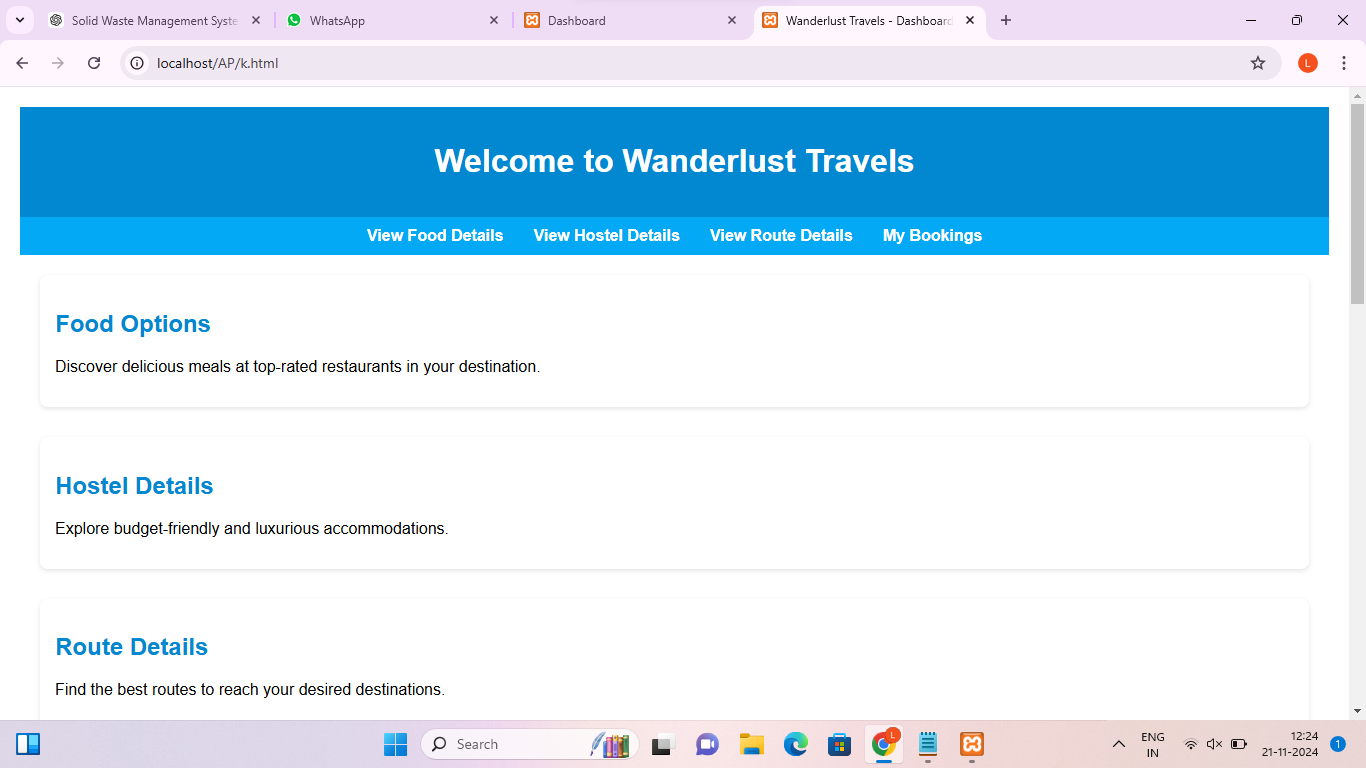 Solid Waste Management Syste
WhatsApp
Dashboard
Wanderlust Travels - Dashboard
localhost/AP/k.html
L
Welcome to Wanderlust Travels
View Food Details View Hostel Details View Route Details My Bookings
Food Options
Discover delicious meals at top-rated restaurants in your destination.
Hostel Details
Explore budget-friendly and luxurious accommodations.
Route Details
Find the best routes to reach your desired destinations.
Search
L
ENG
IN
12:24
21-11-2024
1